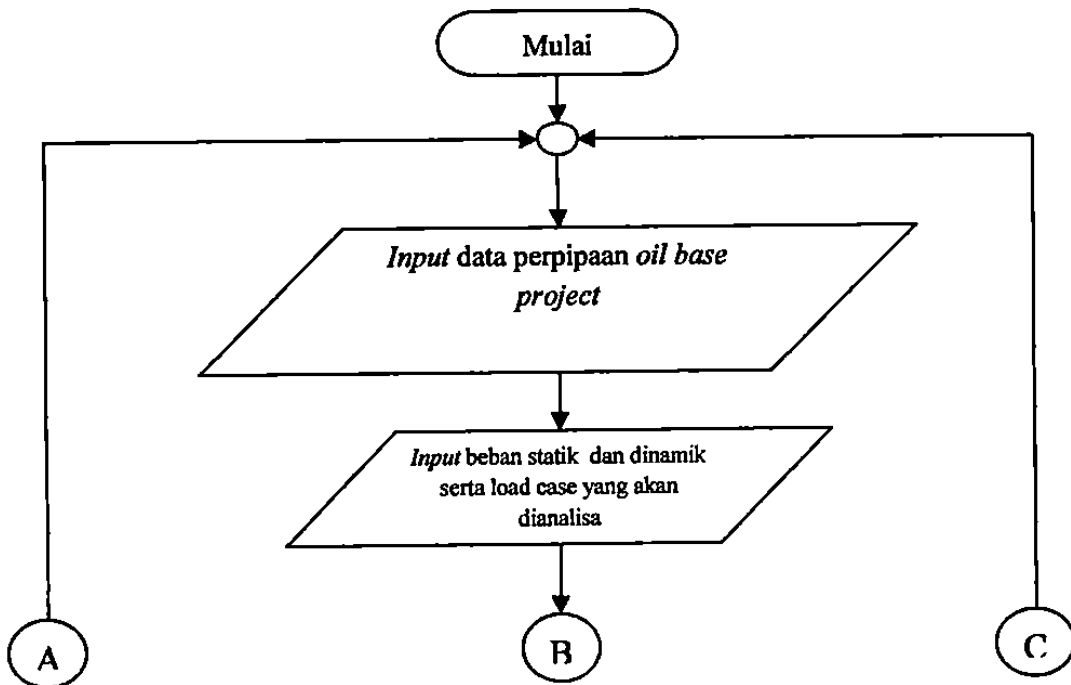 Mulai
Input data perpipaan oil base
project
Input beban statik dan dinamik
serta load case yang akan
dianalisa
A
B
C